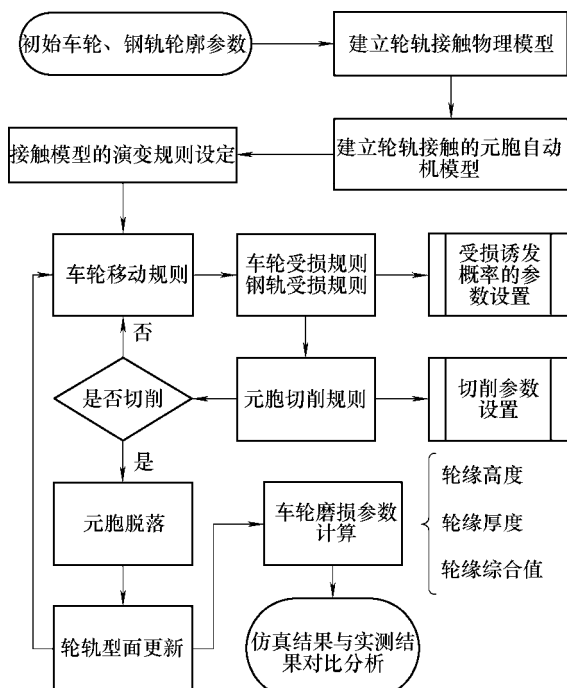 初始车轮、钢轨轮廓参数
建立轮轨接触物理模型
接触模型的演变规则设定
建立轮轨接触的元胞自动
机模型
车轮移动规则
车轮受损规则
钢轨受损规则
受损诱发
概率的参
数设置
否
是否切削
元胞切削规则
切削参数
设置
是
元胞脱落
车轮磨损参数
计算
轮缘高度
轮缘厚度
轮缘综合值
轮轨型面更新
仿真结果与实测结
果对比分析